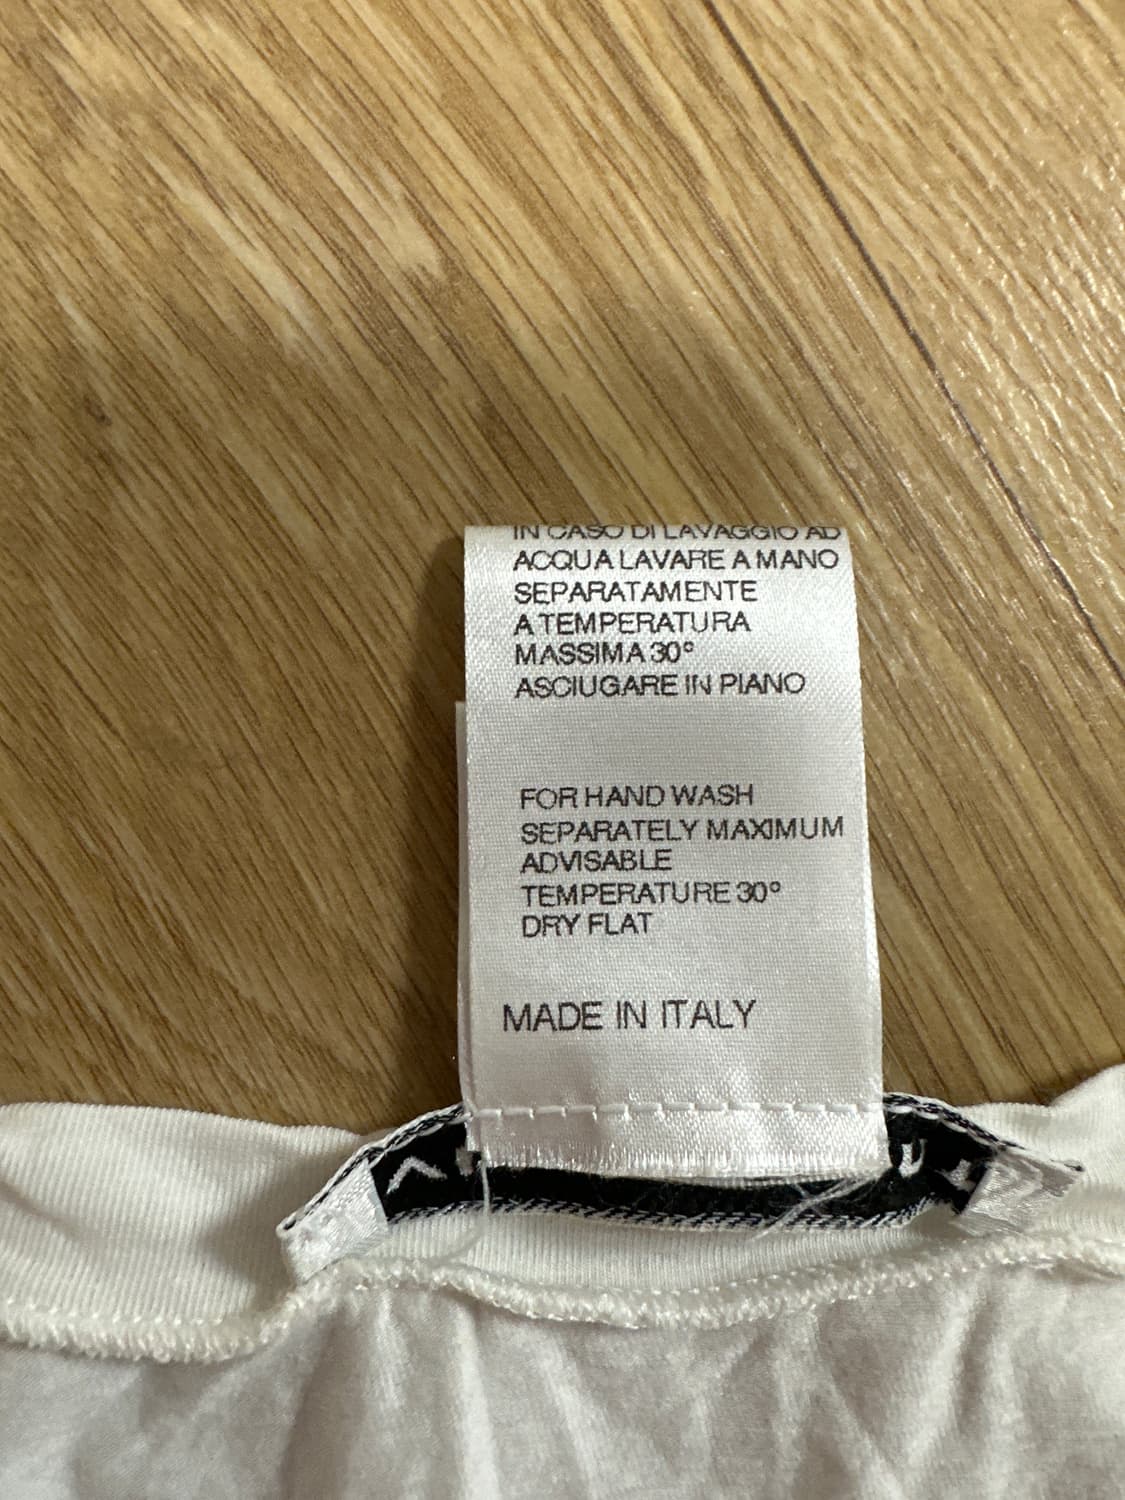 IN CASO DI LAVAGGIO AD
ACQUA LAVARE A MANO
SEPARATAMENTE
A TEMPERATURA
MASSIMA 30°
ASCIUGARE IN PIANO
FOR HAND WASH
SEPARATELY MAXIMUM
ADVISABLE
TEMPERATURE 30°
DRY FLAT
MADE IN ITALY